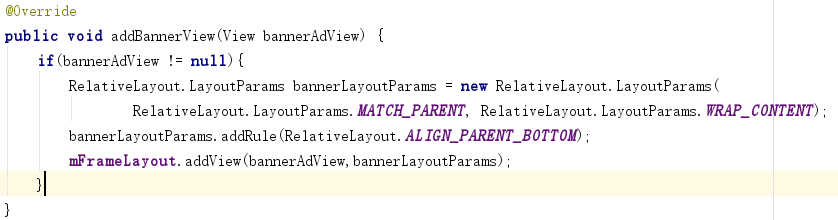 @Override
public void addBannerView(View bannerAdView) {
if(bannerAdView != null){
RelativeLayout.LayoutParams bannerLayoutParams = new RelativeLayout.LayoutParams(
RelativeLayout.LayoutParams.MATCH_PARENT, RelativeLayout.LayoutParams.WRAP_CONTENT);
bannerLayoutParams.addRule(RelativeLayout.ALIGN_PARENT_BOTTOM);
mFrameLayout.addView(bannerAdView,bannerLayoutParams);
}
}